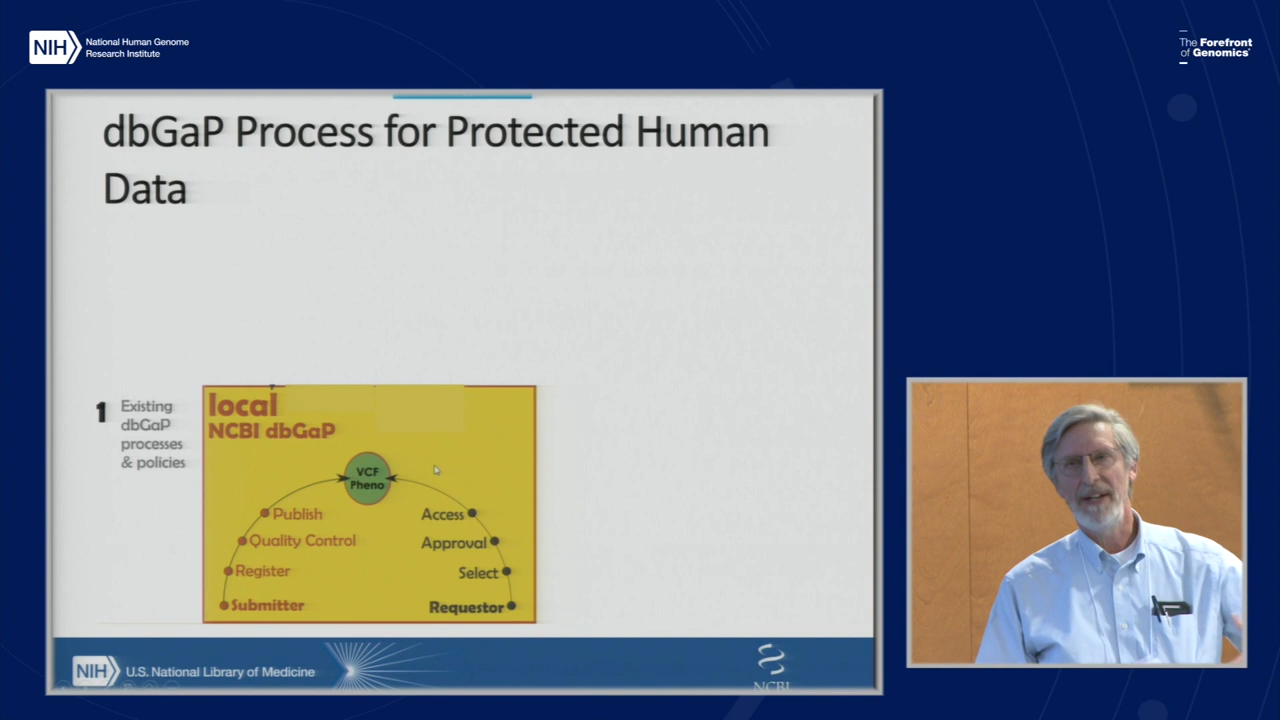 NIH
National Human Genome
Research Institute
The Forefront
of Genomics
dbGaP Process for Protected Human
Data
1
Existing
dbGaP
processes
& policies
local
NCBI dbGaP
VCF
Pheno
Publish
Quality Control
Register
Submitter
Access
Approval
Select
Requestor
NIH
U.S. National Library of Medicine
NCBI